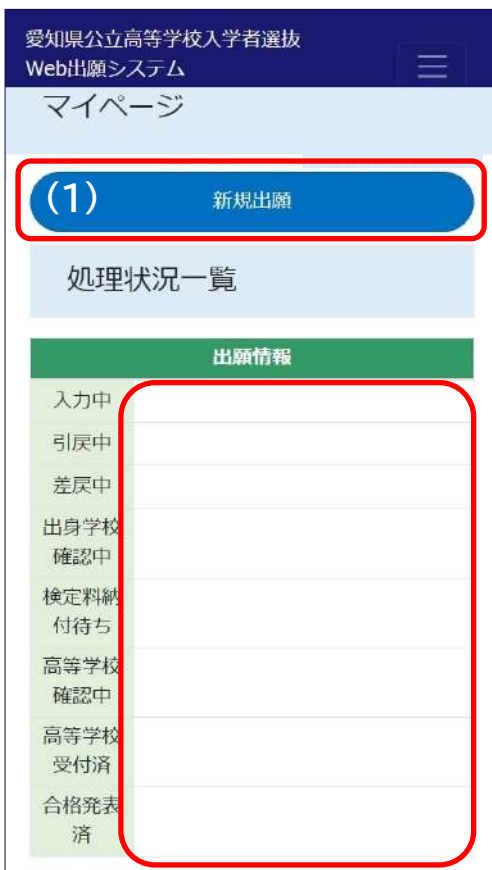 愛知県公立高等学校入学者選抜
Web出願システム
マイページ
(1)
新規出願
処理状況一覧
出願情報
入力中
引戻中
差戻中
出身学校
確認中
検定料納
付待ち
高等学校
確認中
高等学校
受付済
合格発表
済